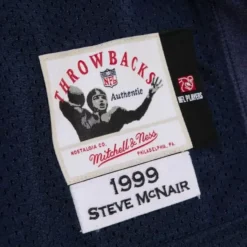 THROWBACKS
NFL
Authentic
NFL PLAYERS
NOSTALGIA CO.
Mitchell & Ness
PHILADELPHIA, PA.
1999
STEVE McNAIR